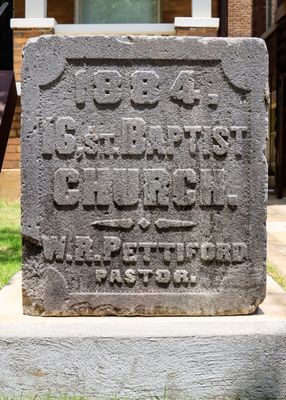 1884.
16, ST. BAPTIST
CHURCH.
W.R. PETTIFORD
PASTOR.